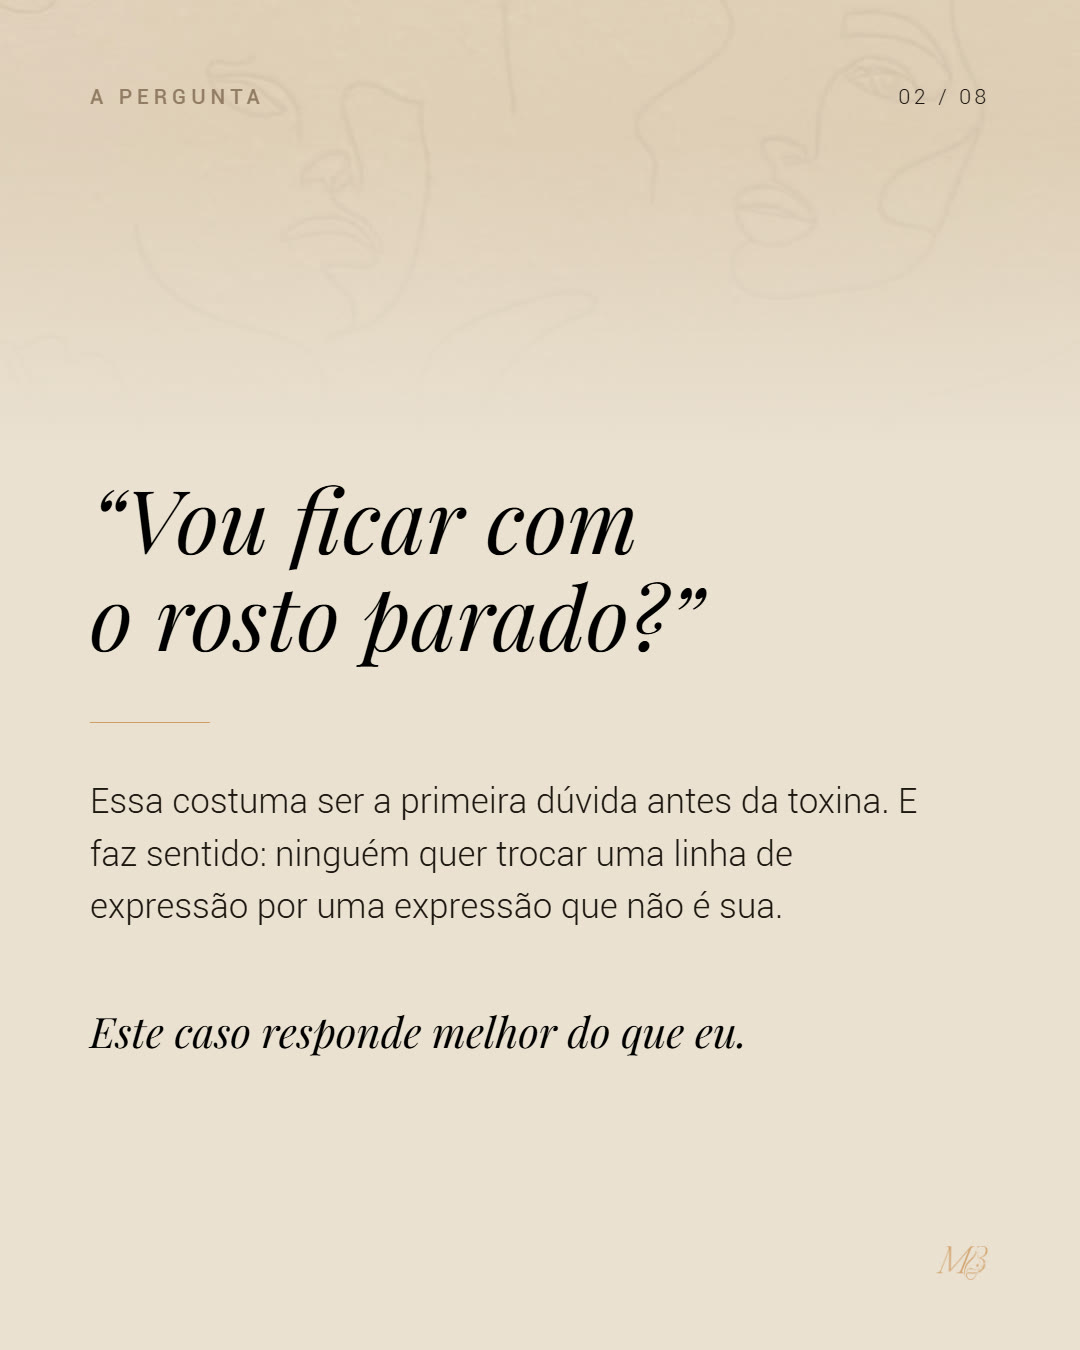 A PERGUNTA
02 / 08
“Vou ficar com
o rosto parado?”
Essa costuma ser a primeira dúvida antes da toxina. E
faz sentido: ninguém quer trocar uma linha de
expressão por uma expressão que não é sua.
Este caso responde melhor do que eu.
MB